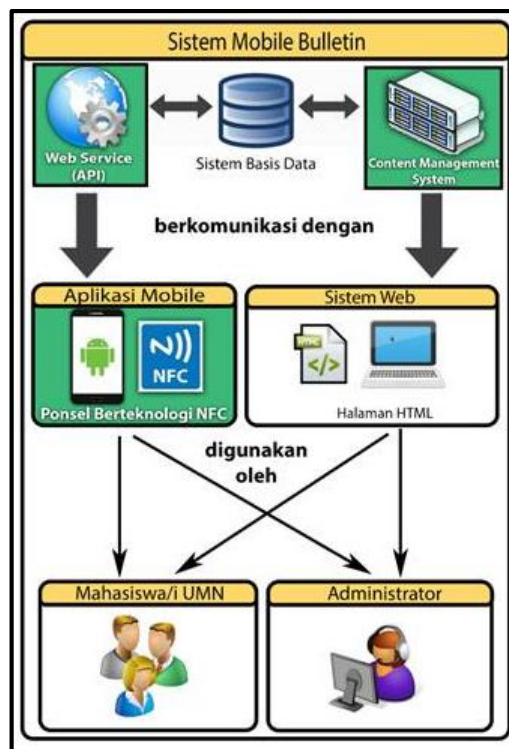 Sistem Mobile Bulletin
Web Service
(API)
Sistem Basis Data
Content Management
System
berkomunikasi dengan
Aplikasi Mobile
NFC
Ponsel Berteknologi NFC
Sistem Web
HTML
</>
Halaman HTML
digunakan
oleh
Mahasiswa/i UMN
Administrator